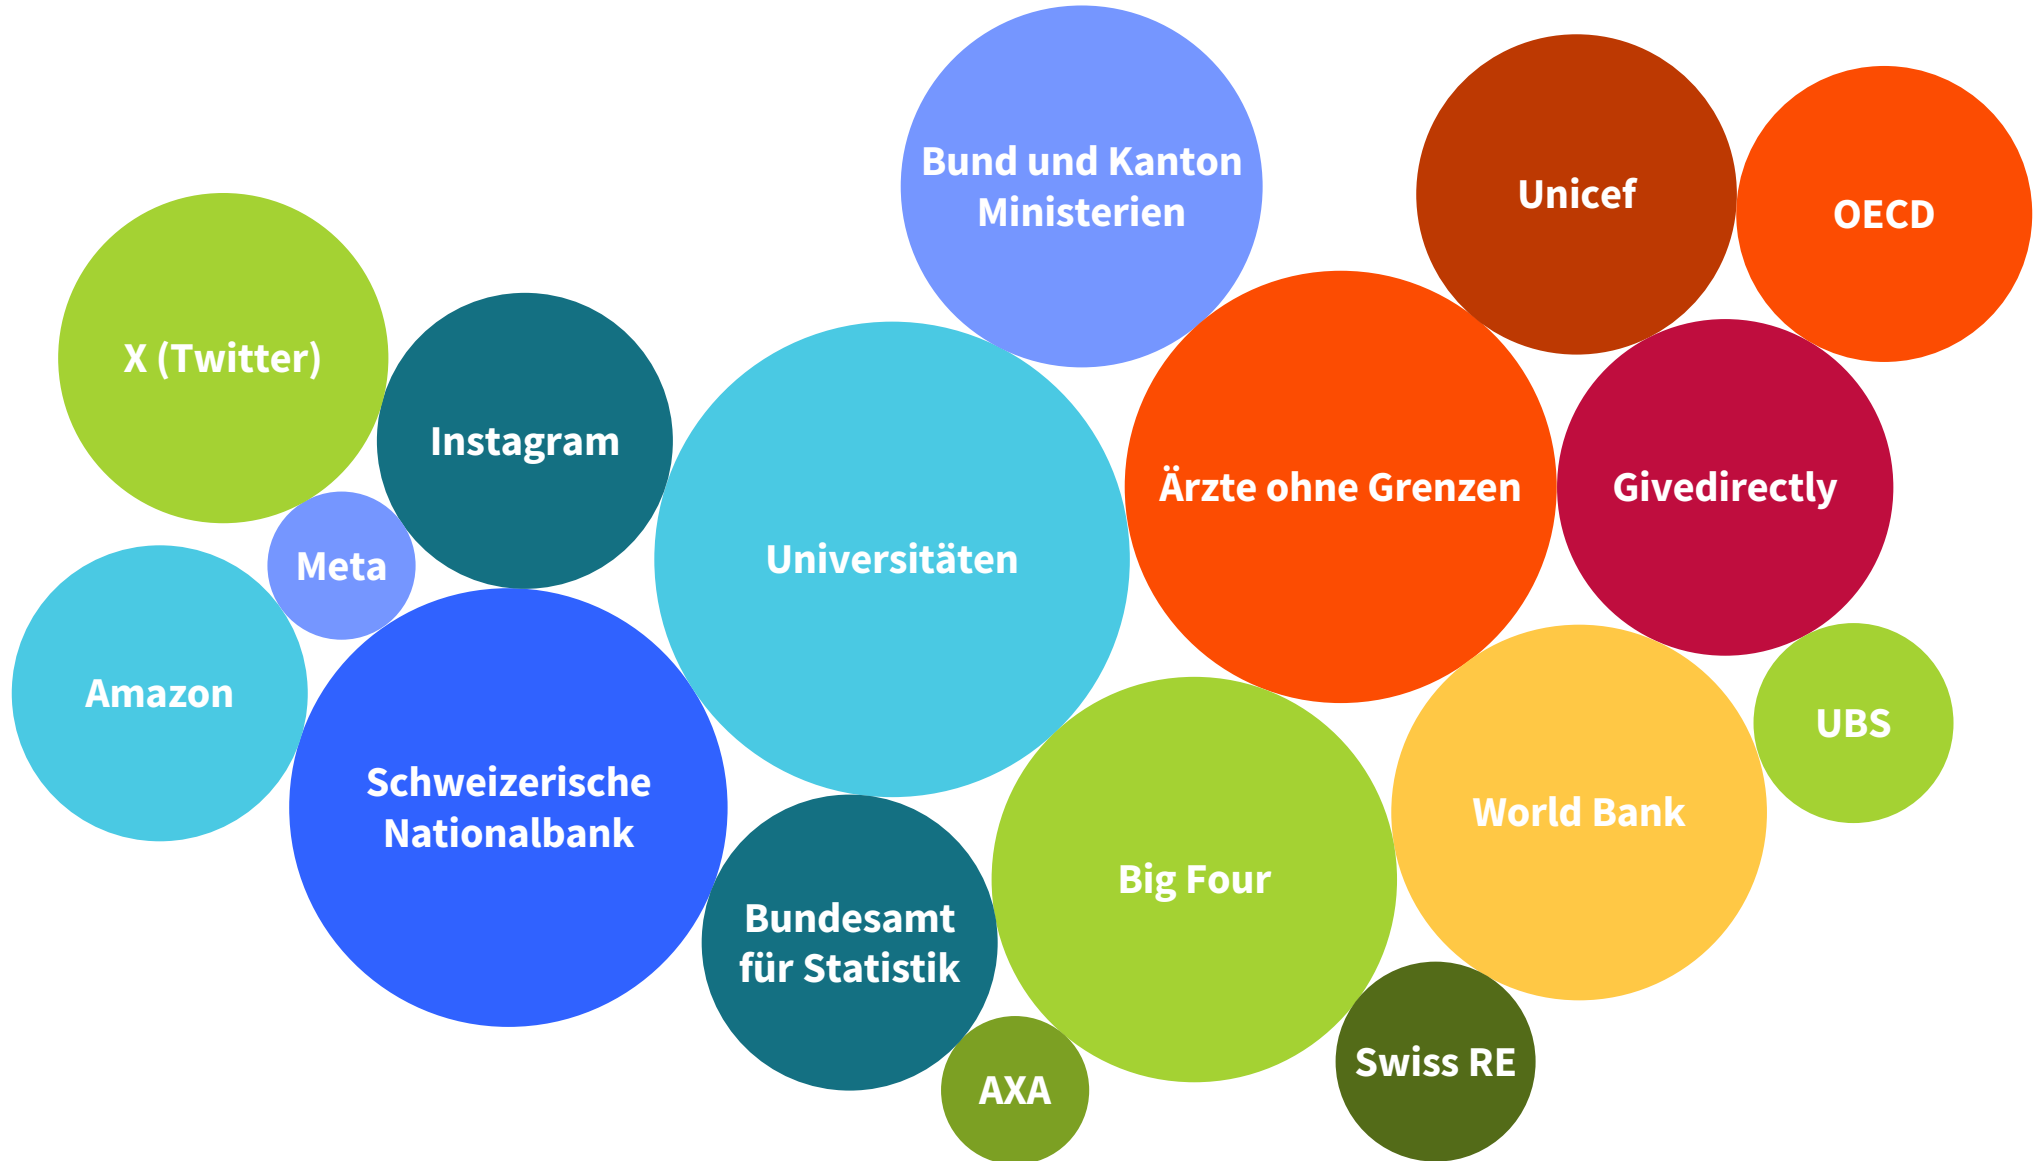 Bund und Kanton
Ministerien
Unicef
OECD
X (Twitter)
Instagram
Ärzte ohne Grenzen
Givedirectly
Universitäten
Meta
Amazon
UBS
Schweizerische
Nationalbank
World Bank
Big Four
Bundesamt
für Statistik
Swiss RE
AXA